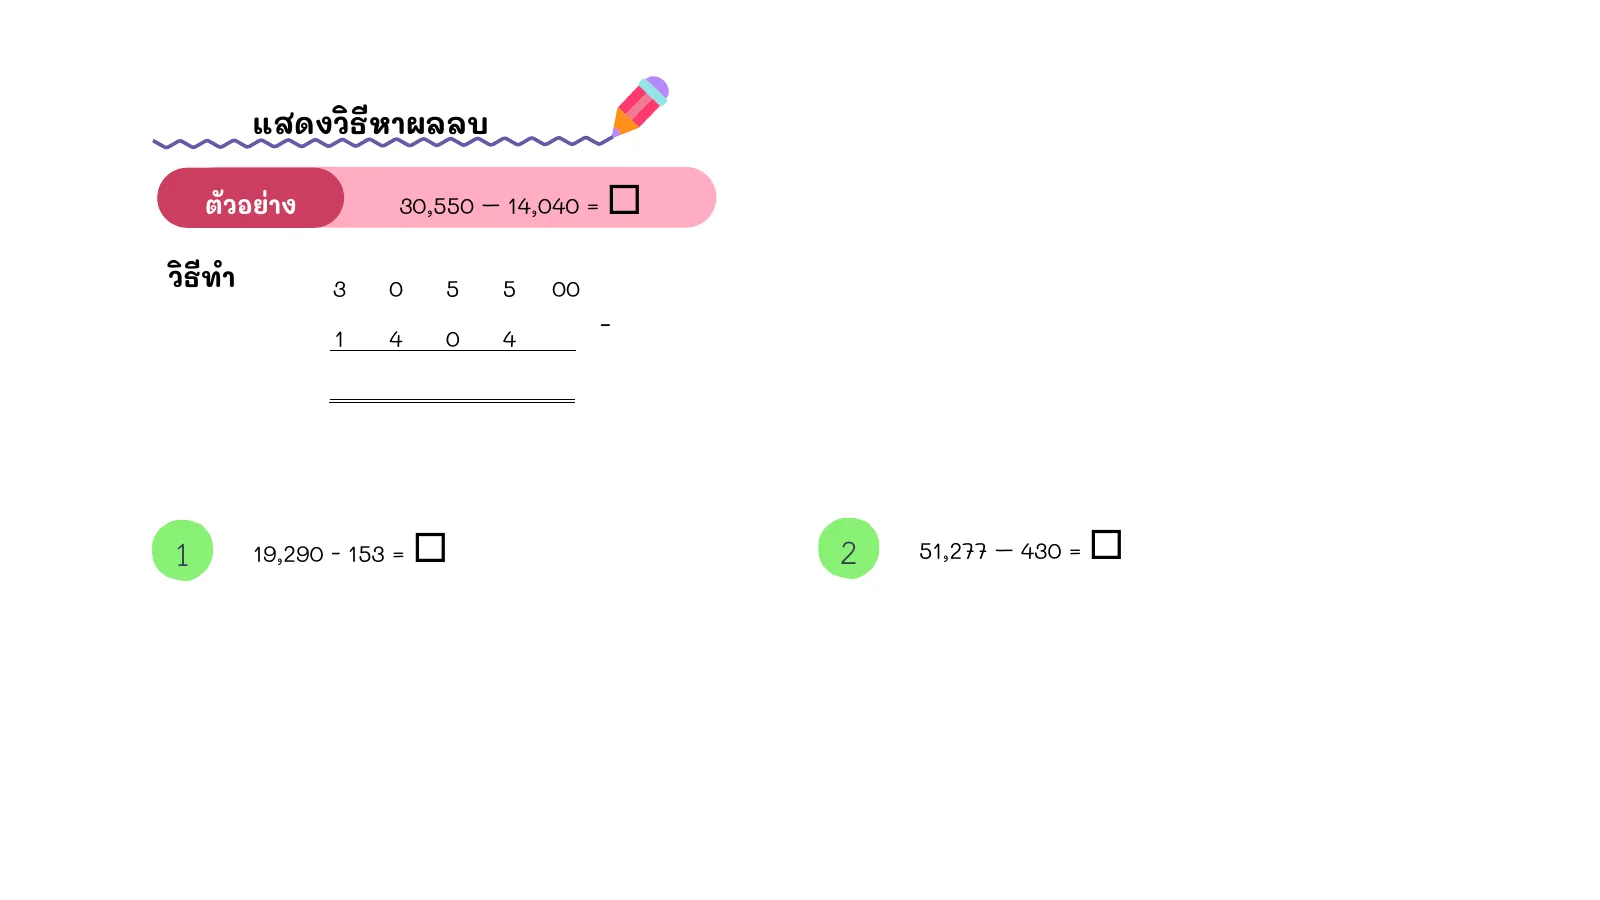 แสดงวิธีหาผลลบ
ตัวอย่าง 30,550 — 14,040 = □
วิธีทำ
3 0 5 5 00
-
1 4 0 4
1 19,290 - 153 = □
2 51,277 — 430 = □